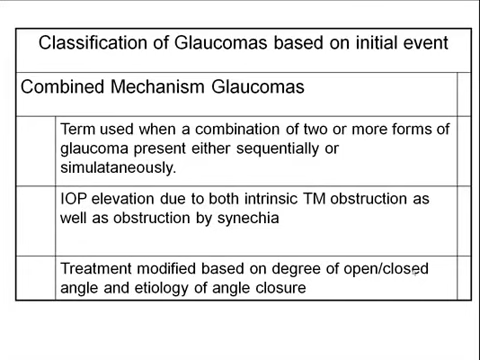 Classification of Glaucomas based on initial event
Combined Mechanism Glaucomas
Term used when a combination of two or more forms of
glaucoma present either sequentially or
simulataneously.
IOP elevation due to both intrinsic TM obstruction as
well as obstruction by synechia
Treatment modified based on degree of open/closed
angle and etiology of angle closure